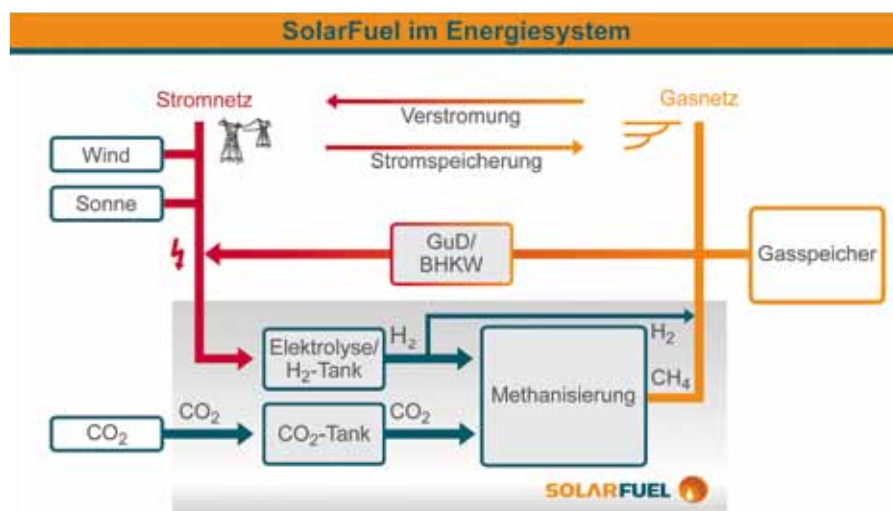 SolarFuel im Energiesystem
Stromnetz
Gasnetz
Verstromung
Stromspeicherung
Wind
Sonne
GuD/
BHKW
Gasspeicher
Elektrolyse/
H₂-Tank
H₂
H₂
Methanisierung
CH₄
CO₂
CO₂
CO₂-Tank
CO₂
SOLARFUEL